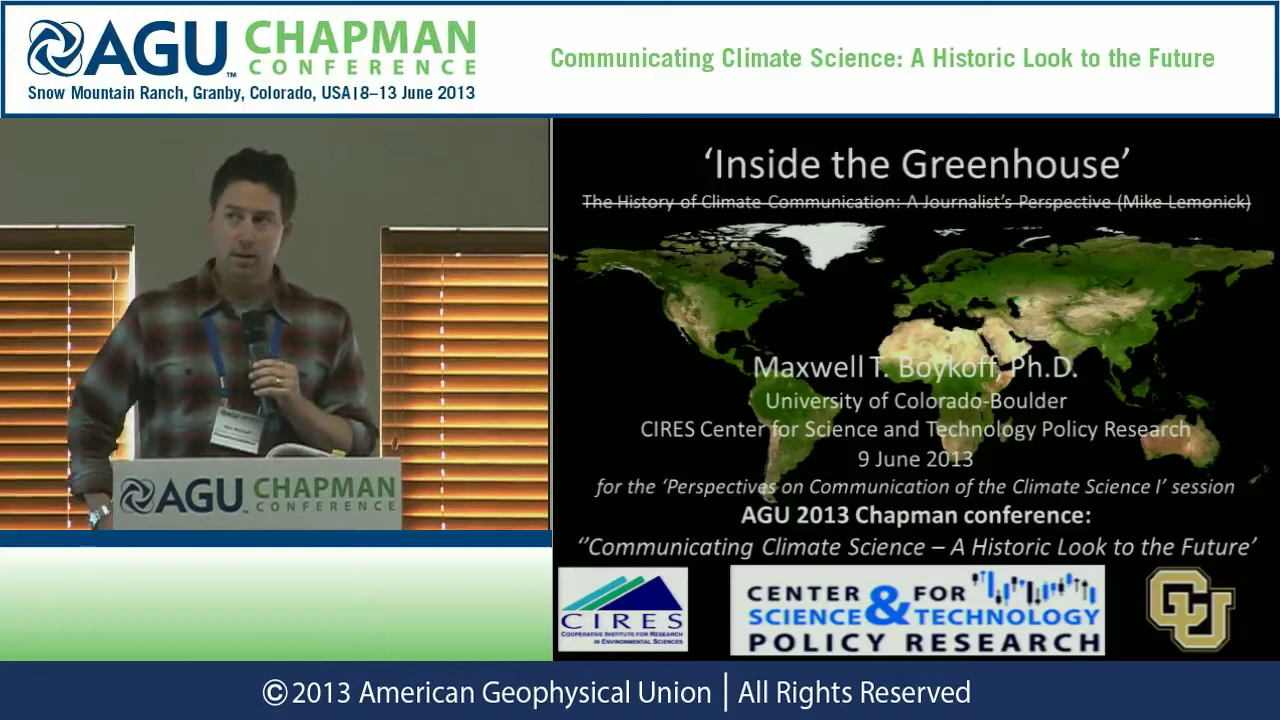 AGU™ CHAPMAN CONFERENCE
Snow Mountain Ranch, Granby, Colorado, USA | 8–13 June 2013
Communicating Climate Science: A Historic Look to the Future
‘Inside the Greenhouse’
The History of Climate Communication: A Journalist’s Perspective (Mike Lemonick)
Maxwell T. Boykoff, Ph.D.
University of Colorado-Boulder
CIRES Center for Science and Technology Policy Research
9 June 2013
for the ‘Perspectives on Communication of the Climate Science I’ session
AGU 2013 Chapman conference:
‘’Communicating Climate Science – A Historic Look to the Future’
CIRES
COOPERATIVE INSTITUTE FOR RESEARCH
IN ENVIRONMENTAL SCIENCES
CENTER & FOR
SCIENCE & TECHNOLOGY
POLICY RESEARCH
CU
AGU™ CHAPMAN CONFERENCE
©2013 American Geophysical Union | All Rights Reserved